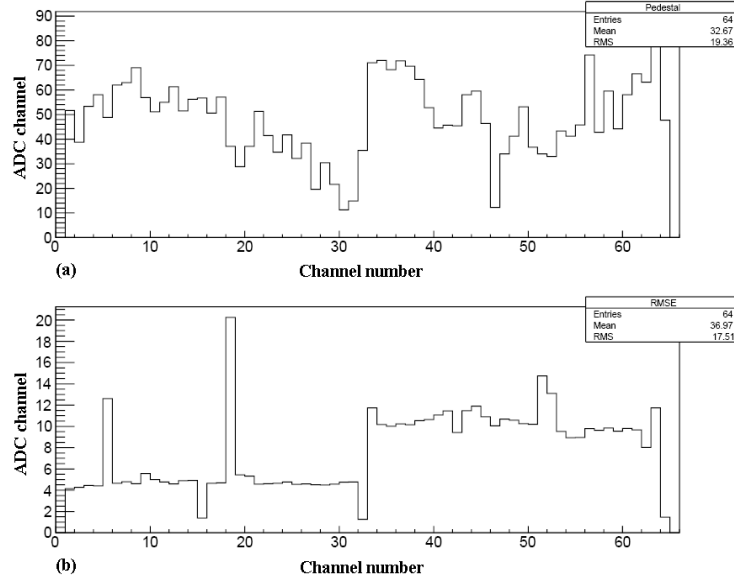 Pedestal
Entries 64
Mean 32.67
RMS 19.36
90
80
70
60
50
40
30
20
10
0
ADC channel
0 10 20 30 40 50 60
(a) Channel number
RMSE
Entries 64
Mean 36.97
RMS 17.51
20
18
16
14
12
10
8
6
4
2
0
ADC channel
0 10 20 30 40 50 60
(b) Channel number